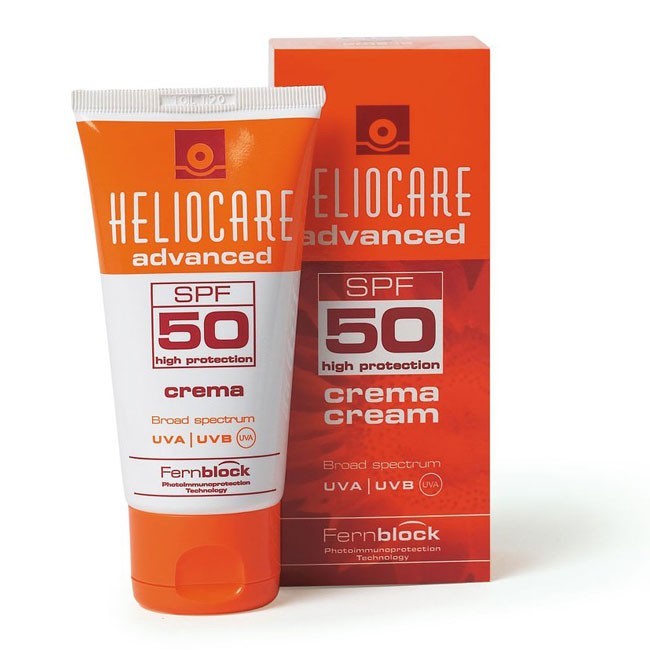 HELIOCARE
advanced
SPF
50
high protection
crema
Broad spectrum
UVA | UVB UVA
Fernblock
Photoimmunoprotection
Technology
ELIOCARE
advanced
SPF
50
high protection
crema
cream
Broad spectrum
UVA | UVB UVA
Fernblock
Photoimmunoprotection
Technology